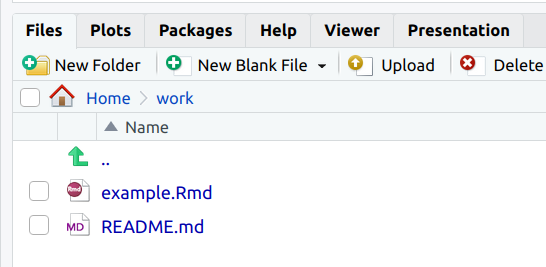 Files Plots Packages Help Viewer Presentation
New Folder New Blank File Upload Delete
Home work
Name
..
Rmd example.Rmd
MD README.md